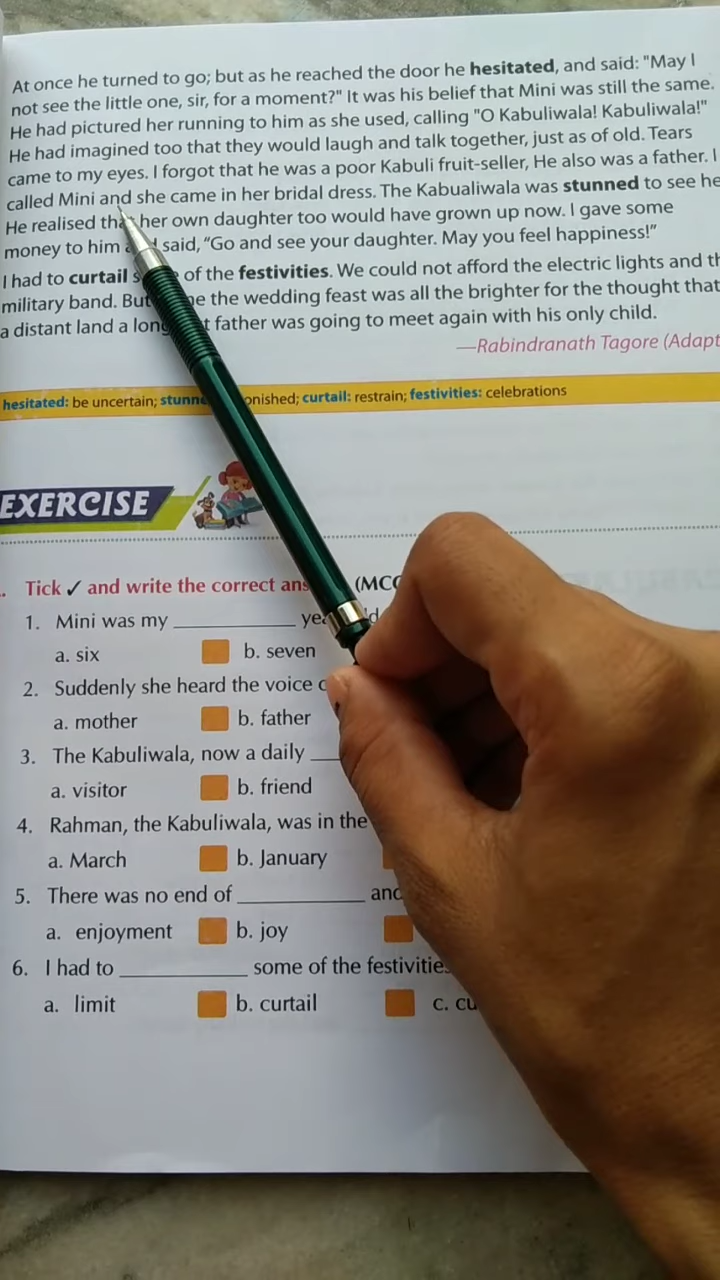 At once he turned to go; but as he reached the door he hesitated, and said: "May I
not see the little one, sir, for a moment?" It was his belief that Mini was still the same.
He had pictured her running to him as she used, calling "O Kabuliwala! Kabuliwala!"
He had imagined too that they would laugh and talk together, just as of old. Tears
came to my eyes. I forgot that he was a poor Kabuli fruit-seller, He also was a father. I
called Mini and she came in her bridal dress. The Kabualiwala was stunned to see
He realised her own daughter too would have grown up now. I gave some
money to him said, "Go and see your daughter. May you feel happiness!"
I had to curtail of the festivities. We could not afford the electric lights and
military band. But the wedding feast was all the brighter for the thought that
a distant land a father was going to meet again with his only child.
—Rabindranath Tagore (Adapt
hesitated: be uncertain; curtail: restrain; festivities: celebrations
EXERCISE
Tick ✓ and write the correct (MC
1. Mini was my ____________
a. six b. seven
2. Suddenly she heard the voice
a. mother b. father
3. The Kabuliwala, now a daily ___
a. visitor b. friend
4. Rahman, the Kabuliwala, was in the
a. March b. January
5. There was no end of ____________
a. enjoyment b. joy
6. I had to ____________ some of the
a. limit b. curtail c.